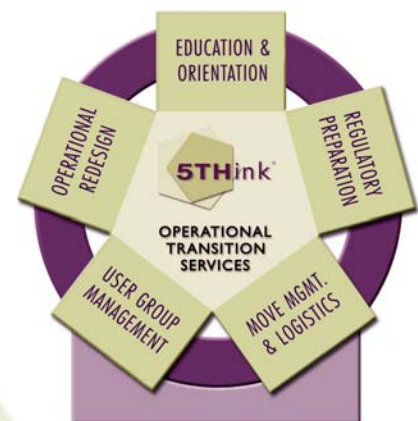 EDUCATION &
ORIENTATION
REGULATORY
PREPARATION
MOVE MGMT.
& LOGISTICS
USER GROUP
MANAGEMENT
OPERATIONAL
REDESIGN
5THink®
OPERATIONAL
TRANSITION
SERVICES